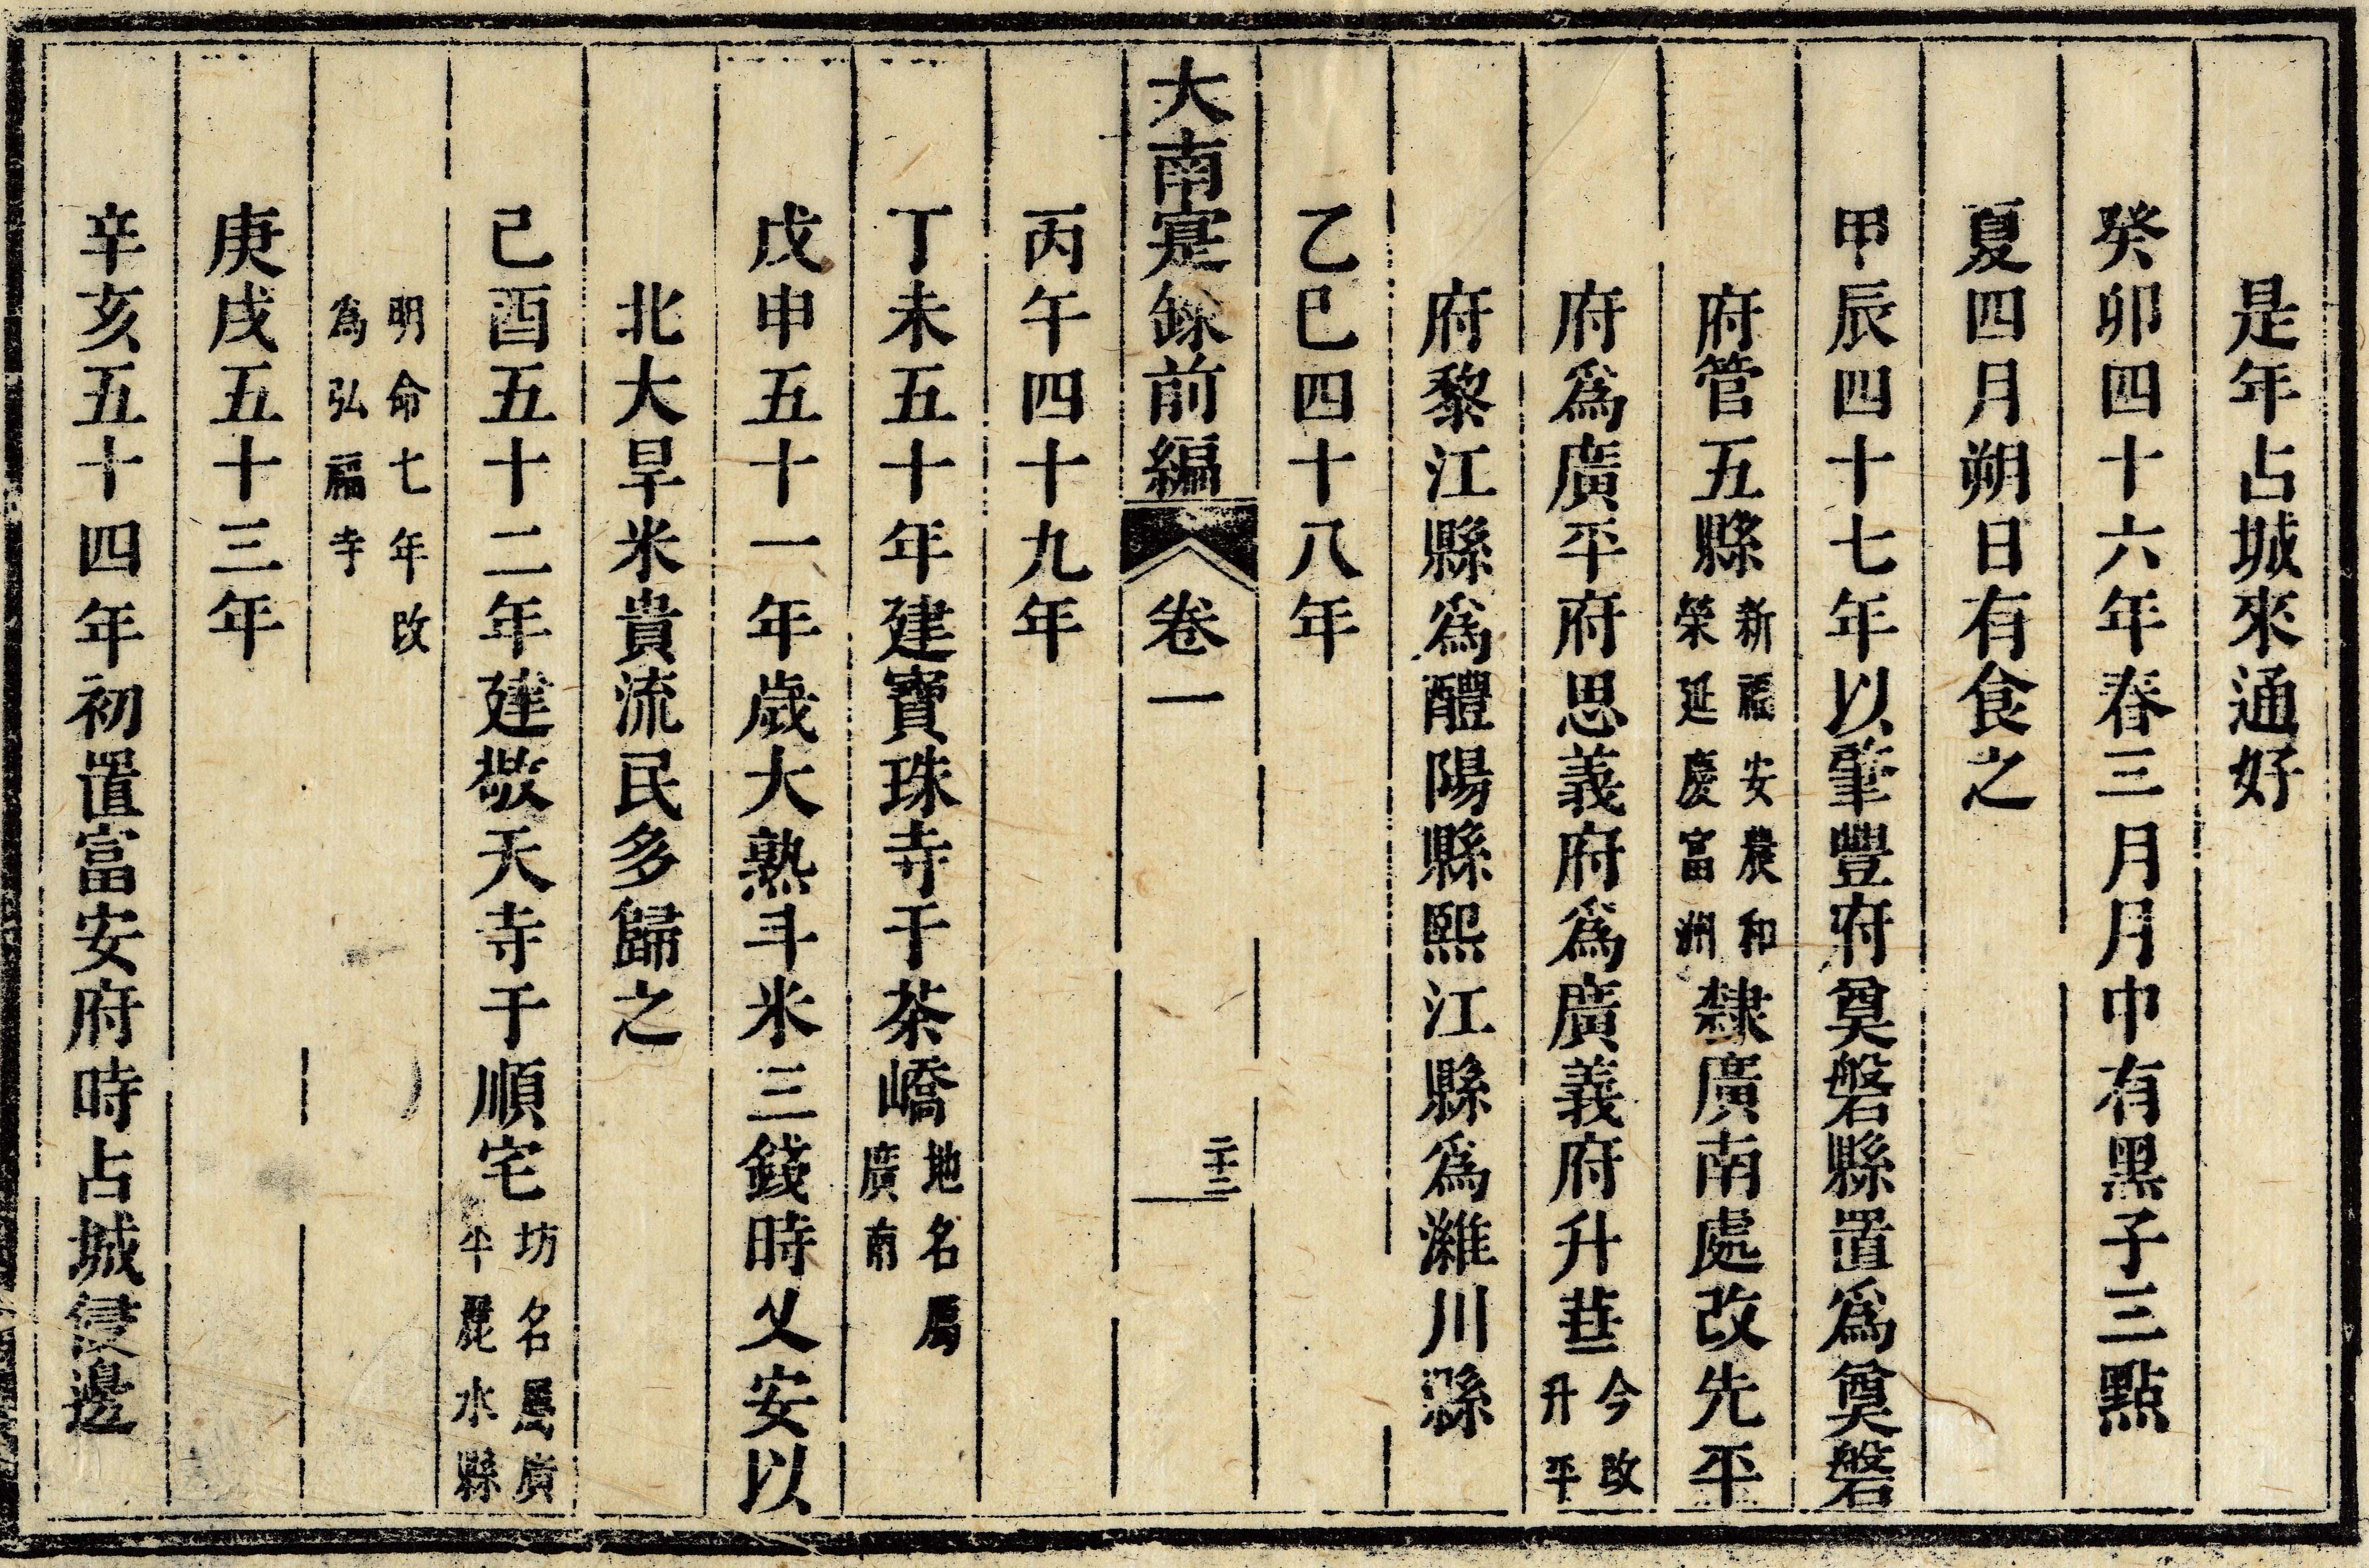 是年占城來通好
癸卯四十六年春三月月中有黑子三點
夏四月朔日有食之
甲辰四十七年以肇豐府奠磐縣置爲奠磐
府管五縣新福安農和榮延慶富洲隸廣南處改先平
府爲廣平府思義府爲廣義府升華今改升平
府黎江縣爲醴陽縣熙江縣爲濰川縣
乙巳四十八年
大南寔錄前編 卷一 二十二
丙午四十九年
丁未五十年建寶珠寺于茶嶠地名屬廣南
戊申五十一年歲大熟斗米三錢時乂安以
北大旱米貴流民多歸之
己酉五十二年建敬天寺于順宅坊名屬廣平麗水縣
明命七年改爲弘福寺
庚戌五十三年
辛亥五十四年初置富安府時占城侵邊